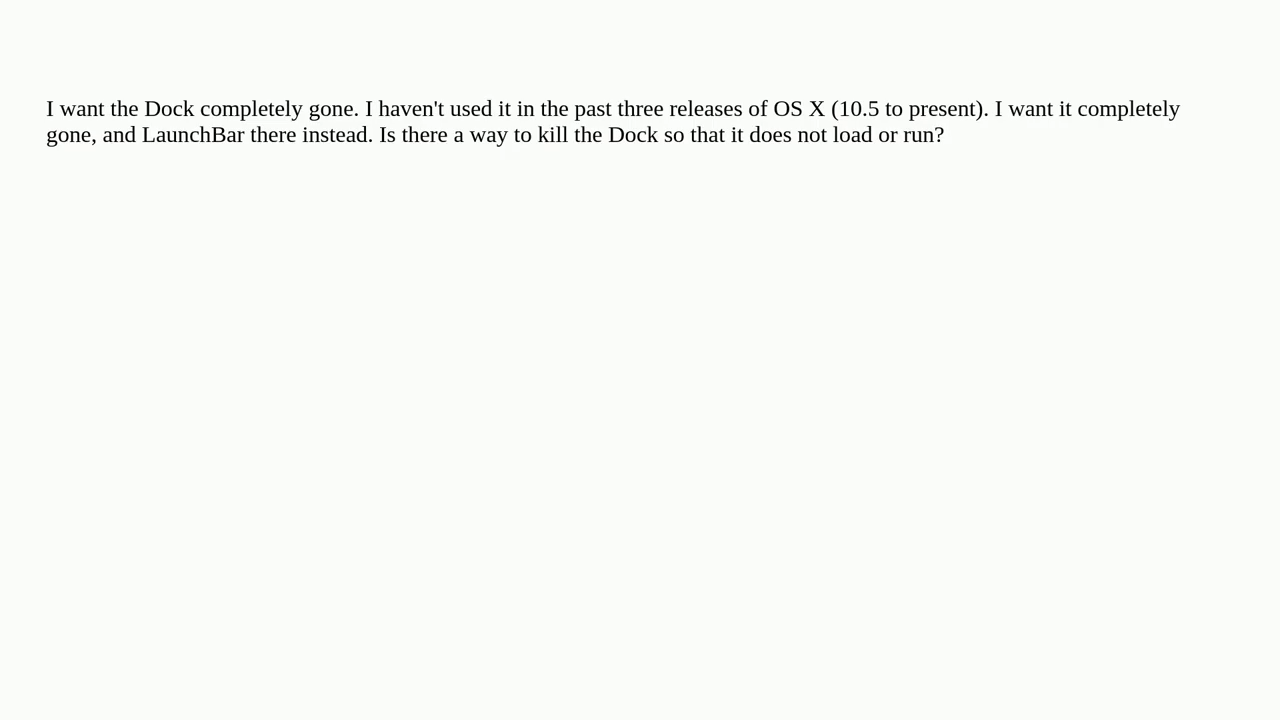 I want the Dock completely gone. I haven't used it in the past three releases of OS X (10.5 to present). I want it completely
gone, and LaunchBar there instead. Is there a way to kill the Dock so that it does not load or run?